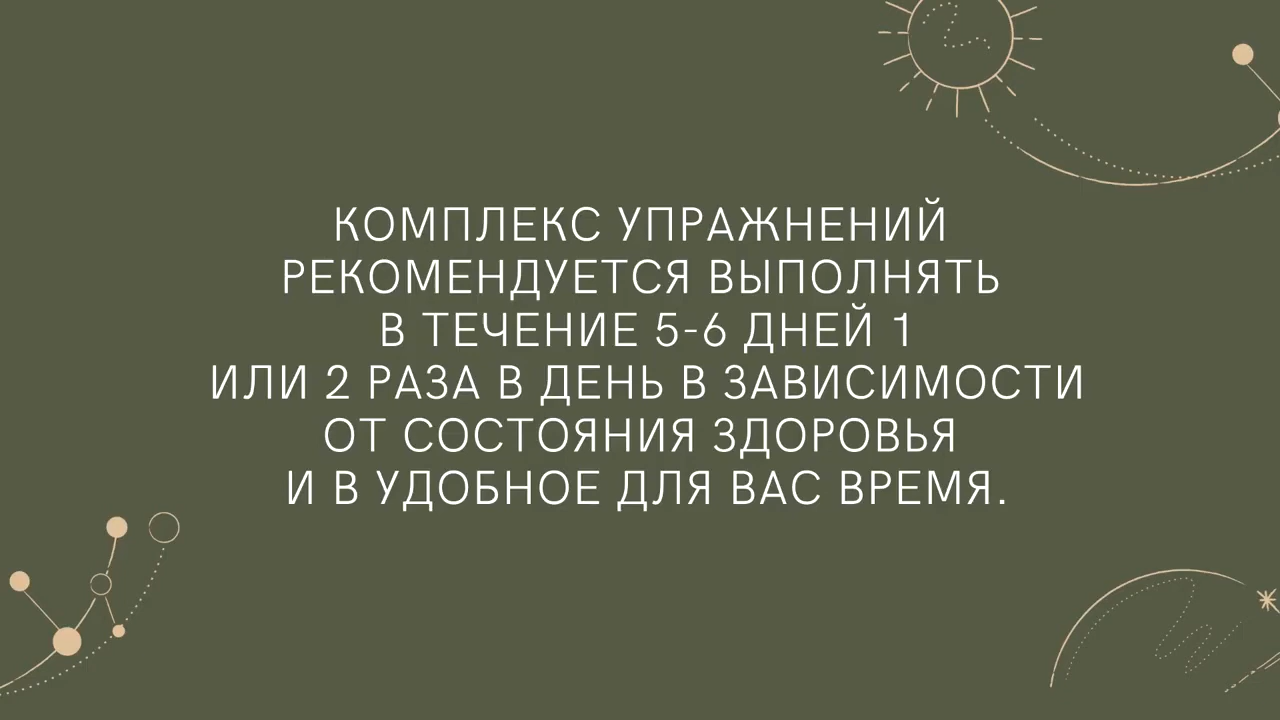 КОМПЛЕКС УПРАЖНЕНИЙ
РЕКОМЕНДУЕТСЯ ВЫПОЛНЯТЬ
В ТЕЧЕНИЕ 5-6 ДНЕЙ 1
ИЛИ 2 РАЗА В ДЕНЬ В ЗАВИСИМОСТИ
ОТ СОСТОЯНИЯ ЗДОРОВЬЯ
И В УДОБНОЕ ДЛЯ ВАС ВРЕМЯ.